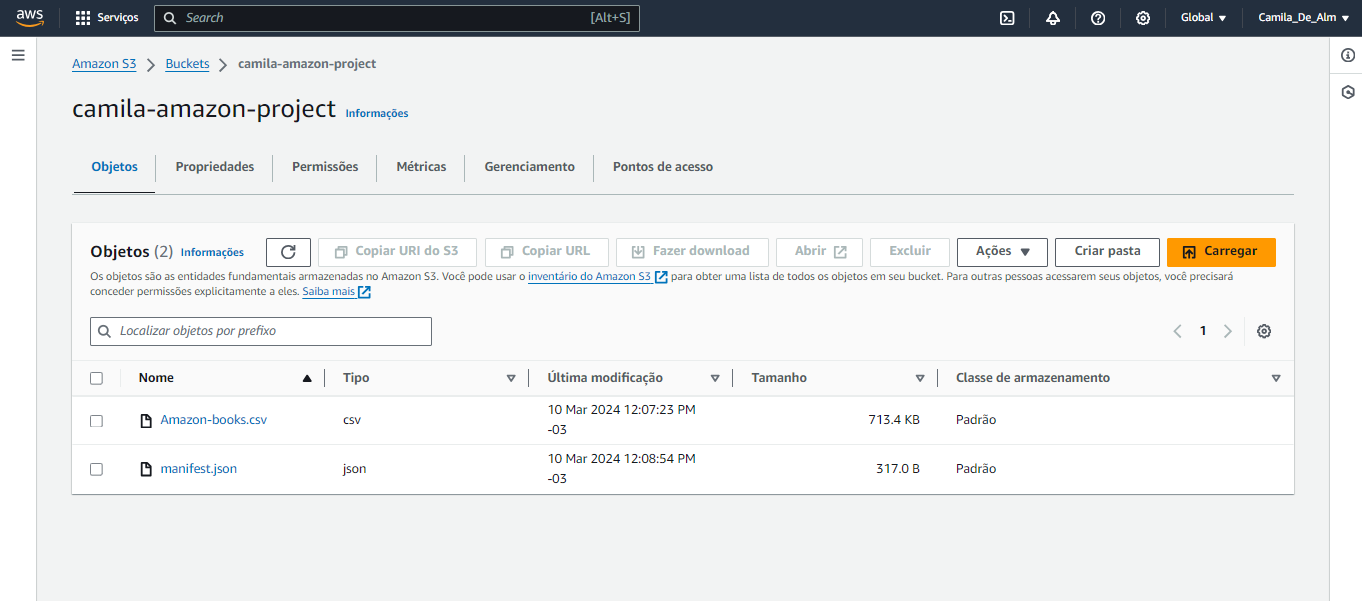 aws Serviços Search [Alt+S] Global Camila_De_Alm
Amazon S3 Buckets camila-amazon-project
camila-amazon-project Informações
Objetos Propriedades Permissões Métricas Gerenciamento Pontos de acesso
Objetos (2) Informações Copiar URI do S3 Copiar URL Fazer download Abrir Excluir Ações Criar pasta Carregar
Os objetos são as entidades fundamentais armazenadas no Amazon S3. Você pode usar o inventário do Amazon S3 para obter uma lista de todos os objetos em seu bucket. Para outras pessoas acessarem seus objetos, você precisará
conceder permissões explicitamente a eles. Saiba mais
Localizar objetos por prefixo 1
Nome Tipo Última modificação Tamanho Classe de armazenamento
Amazon-books.csv csv 10 Mar 2024 12:07:23 PM 713.4 KB Padrão
-03
manifest.json json 10 Mar 2024 12:08:54 PM 317.0 B Padrão
-03